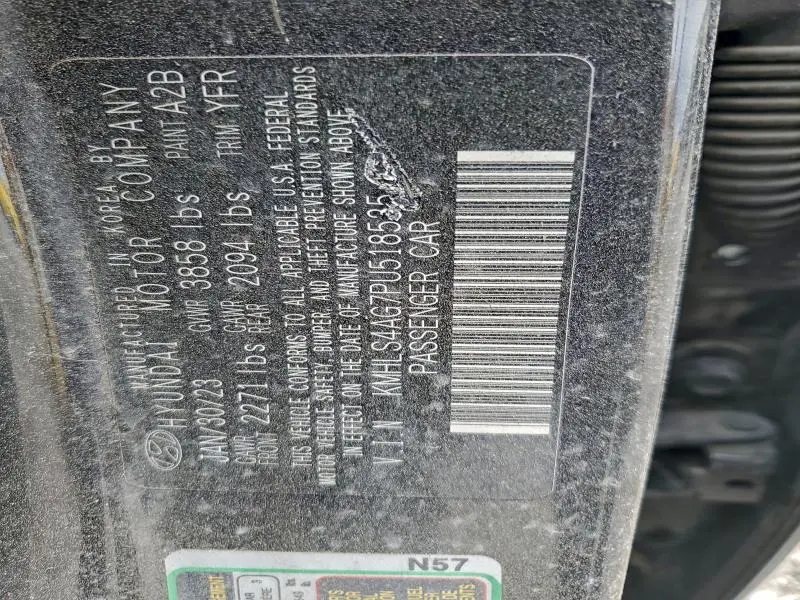 MANUFACTURED IN KOREA BY
HYUNDAI MOTOR COMPANY
JAN/30/23 GVWR 3858 lbs PAINT A2B
GAWR FRONT 2271 lbs GAWR REAR 2094 lbs TRIM YFR
THIS VEHICLE CONFORMS TO ALL APPLICABLE U.S.A FEDERAL
MOTOR VEHICLE SAFETY, BUMPER, AND THEFT PREVENTION STANDARDS
IN EFFECT ON THE DATE OF MANUFACTURE SHOWN ABOVE
VIN KMHLS4AG7PU518535
PASSENGER CAR
N57